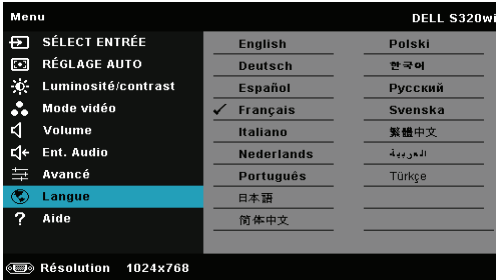 Menu
DELL S320wi
SÉLECT ENTRÉE
RÉGLAGE AUTO
Luminosité/contrast
Mode vidéo
Volume
Ent. Audio
Avancé
Langue
Aide
English
Deutsch
Español
✓ Français
Italiano
Nederlands
Português
日本語
简体中文
Polski
한국어
Русский
Svenska
繁體中文
العربية
Türkçe
Résolution 1024x768